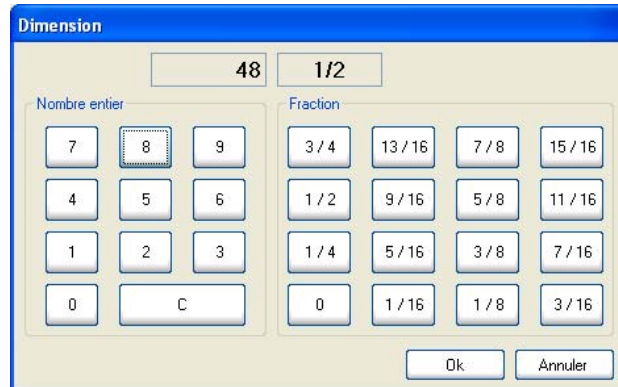 Dimension
48 1/2
Nombre entier Fraction
7 8 9 3 / 4 13 / 16 7 / 8 15 / 16
4 5 6 1 / 2 9 / 16 5 / 8 11 / 16
1 2 3 1 / 4 5 / 16 3 / 8 7 / 16
0 C 0 1 / 16 1 / 8 3 / 16
Ok Annuler